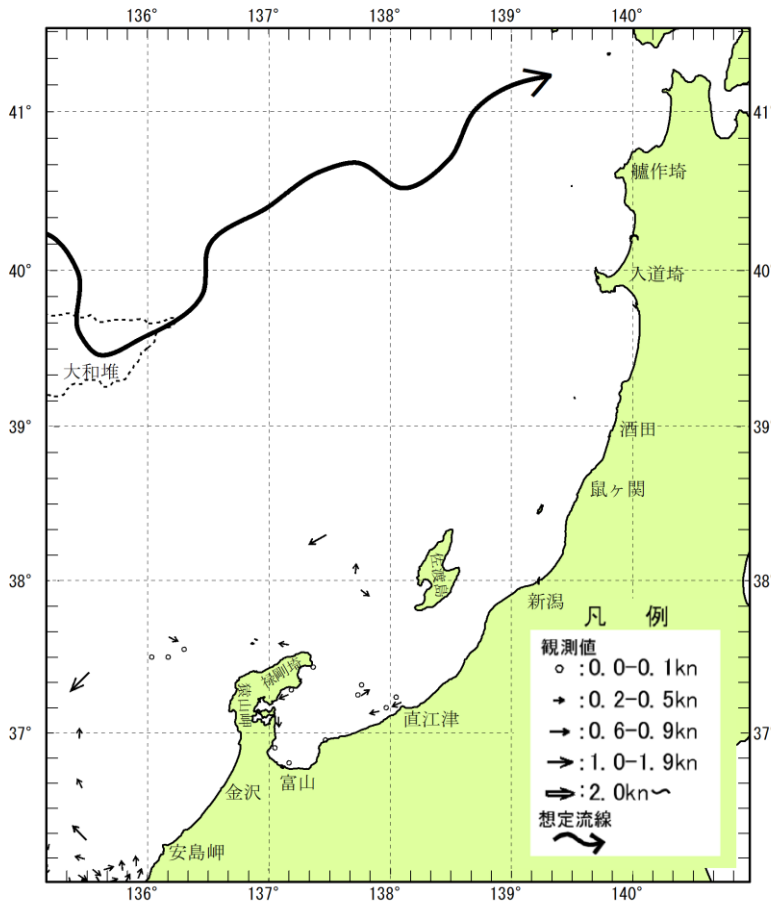 136° 137° 138° 139° 140°
41° 41°
艫作埼
40° 入道埼 40°
大和堆
39° 酒田 39°
鼠ヶ関
佐渡島
38° 38°
新潟
禄剛埼
猿山岬
直江津
37° 37°
富山
金沢
安島岬
凡 例
観測値
:0.0-0.1kn
:0.2-0.5kn
:0.6-0.9kn
:1.0-1.9kn
:2.0kn〜
想定流線
136° 137° 138° 139° 140°